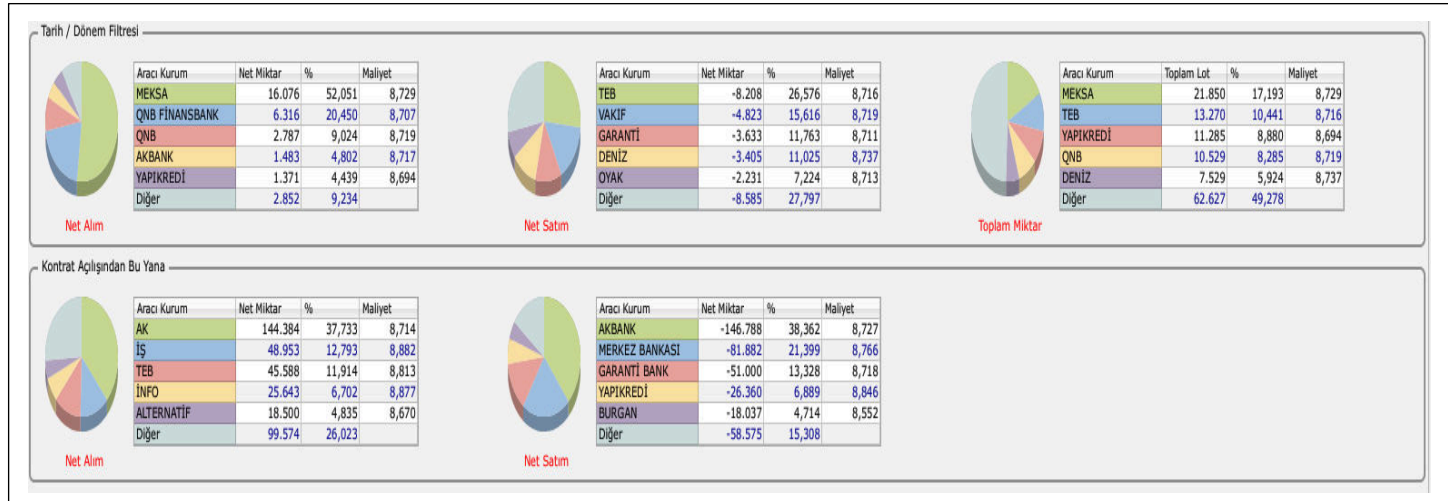 Tarih / Dönem Filtresi
Aracı Kurum Net Miktar % Maliyet
MEKSA 16.076 52,051 8,729
QNB FİNANSBANK 6.316 20,450 8,707
QNB 2.787 9,024 8,719
AKBANK 1.483 4,802 8,717
YAPIKREDİ 1.371 4,439 8,694
Diğer 2.852 9,234
Net Alım
Aracı Kurum Net Miktar % Maliyet
TEB -8.208 26,576 8,716
VAKIF -4.823 15,616 8,719
GARANTİ -3.633 11,763 8,711
DENİZ -3.405 11,025 8,737
OYAK -2.231 7,224 8,713
Diğer -8.585 27,797
Net Satım
Aracı Kurum Toplam Lot % Maliyet
MEKSA 21.850 17,193 8,729
TEB 13.270 10,441 8,716
YAPIKREDİ 11.285 8,880 8,694
QNB 10.529 8,285 8,719
DENİZ 7.529 5,924 8,737
Diğer 62.627 49,278
Toplam Miktar
Kontrat Açılışından Bu Yana
Aracı Kurum Net Miktar % Maliyet
AK 144.384 37,733 8,714
İŞ 48.953 12,793 8,882
TEB 45.588 11,914 8,813
İNFO 25.643 6,702 8,877
ALTERNATİF 18.500 4,835 8,670
Diğer 99.574 26,023
Net Alım
Aracı Kurum Net Miktar % Maliyet
AKBANK -146.788 38,362 8,727
MERKEZ BANKASI -81.882 21,399 8,766
GARANTİ BANK -51.000 13,328 8,718
YAPIKREDİ -26.360 6,889 8,846
BURGAN -18.037 4,714 8,552
Diğer -58.575 15,308
Net Satım